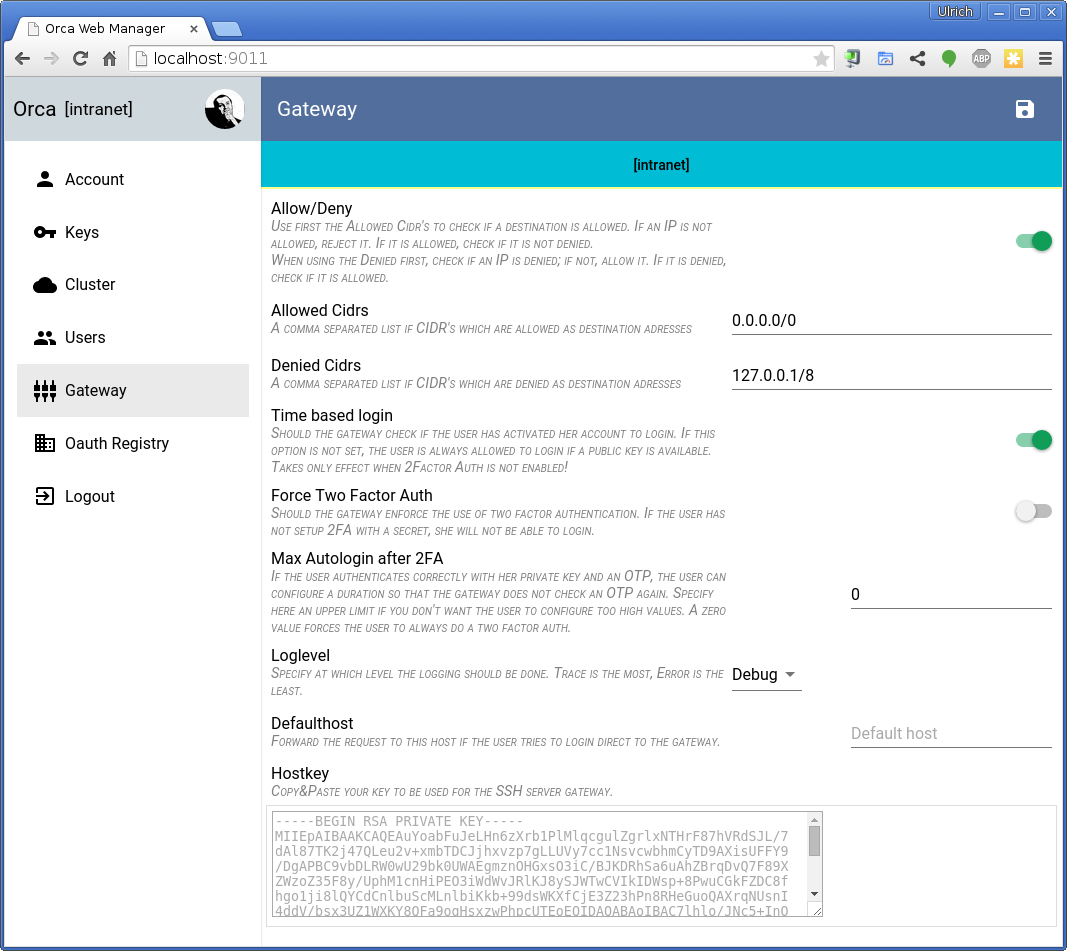 Ulrich
Orca Web Manager
localhost:9011
ABP
Orca [intranet]
Gateway
[intranet]
Account
Keys
Cluster
Users
Gateway
Oauth Registry
Logout
Allow/Deny
Use first the Allowed Cidr's to check if a destination is allowed. If an IP is not
allowed, reject it. If it is allowed, check if it is not denied.
When using the Denied first, check if an IP is denied; if not, allow it. If it is denied,
check if it is allowed.
Allowed Cidrs
A comma separated list if CIDR's which are allowed as destination adresses
0.0.0.0/0
Denied Cidrs
A comma separated list if CIDR's which are denied as destination adresses
127.0.0.1/8
Time based login
Should the gateway check if the user has activated her account to login. If this
option is not set, the user is always allowed to login if a public key is available.
Takes only effect when 2Factor Auth is not enabled!
Force Two Factor Auth
Should the gateway enforce the use of two factor authentication. If the user has
not setup 2FA with a secret, she will not be able to login.
Max Autologin after 2FA
If the user authenticates correctly with her private key and an OTP, the user can
configure a duration so that the gateway does not check an OTP again. Specify
here an upper limit if you don't want the user to configure too high values. A zero
value forces the user to always do a two factor auth.
0
Loglevel
Specify at which level the logging should be done. Trace is the most, Error is the
least.
Debug
Defaulthost
Forward the request to this host if the user tries to login direct to the gateway.
Default host
Hostkey
Copy&Paste your key to be used for the SSH server gateway.
-----BEGIN RSA PRIVATE KEY-----
MIIEpAIBAAKCAQEAuYoabFuJeLHn6zXrb1PlMlqcgulZgrlxNTHrF87hVRdSJL/7
dAl87TK2j47QLeu2v+xmbTDCJjhxvzp7gLLUVy7cc1NsvcwbhmCyTD9AXisUFFY9
/DgAPBC9vbDLRW0wU29bk0UWAEgmznOHGxsO3iC/BJKDRhSa6uAhZBrqDvQ7F89X
ZWzoZ35F8y/UphM1cnHiPEO3iWdWvJRlKJ8ySJWTwCVIkIDWsp+8PwuCGkFZDC8f
hgo1ji8lQYCdCnlbuScMLnlbiKkb+99dsWKXfCjE3Z23hPn8RHeGuoQAXrqNUsnI
4ddV/bsx3UZ1WXKY8QFa9oqHsxzwPhpcUTEoEQIDAQABAoIBAC7lhlo/JNc5+InO